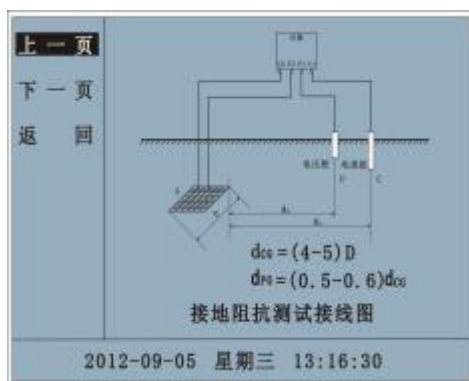 上一页
下一页
返 回
仪器
电压极
电流极
P
C
dCG=(4-5)D
dPG=(0.5-0.6)dCG
接地阻抗测试接线图
2012-09-05 星期三 13:16:30